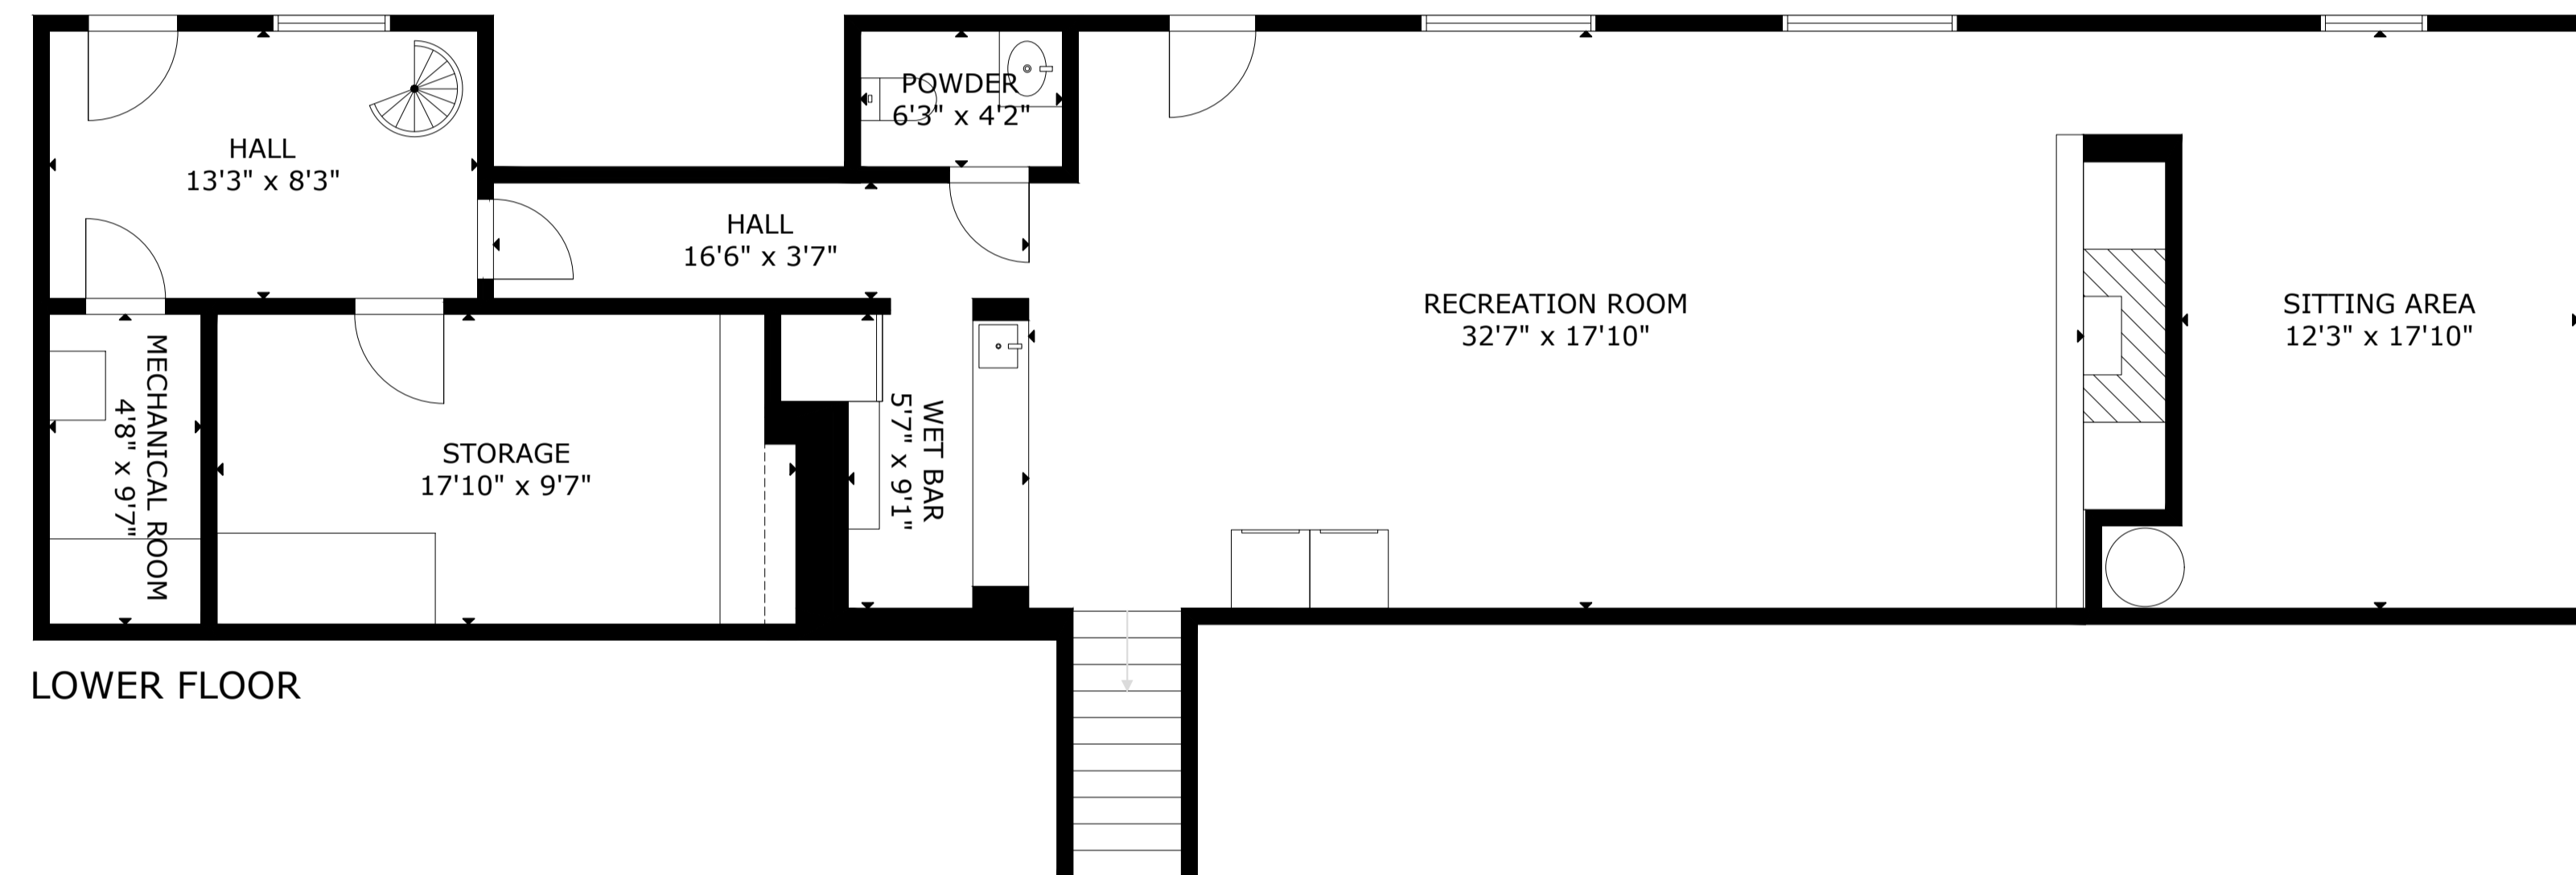 POWDER
6'3" x 4'2"
HALL
13'3" x 8'3"
HALL
16'6" x 3'7"
RECREATION ROOM
32'7" x 17'10"
SITTING AREA
12'3" x 17'10"
MECHANICAL ROOM
4'8" x 9'7"
STORAGE
17'10" x 9'7"
WET BAR
5'7" x 9'1"
LOWER FLOOR